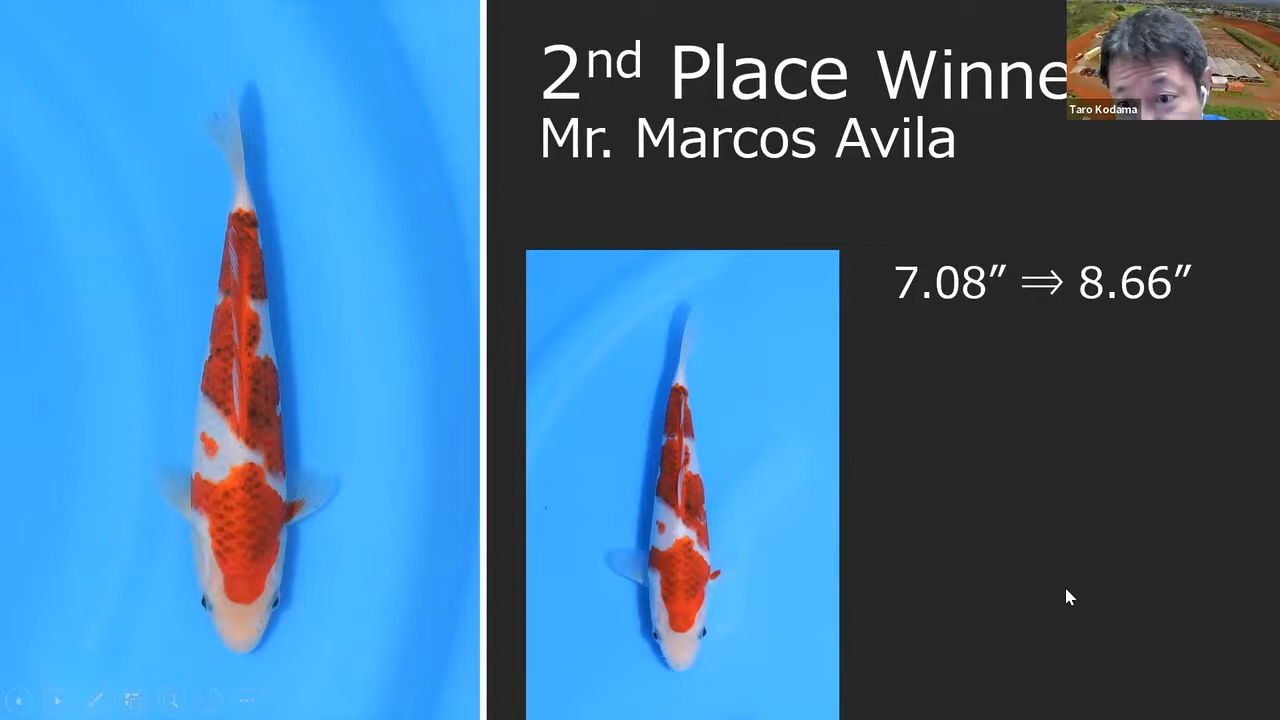 2nd Place Winne
Mr. Marcos Avila
Taro Kodama
7.08” ⇒ 8.66”